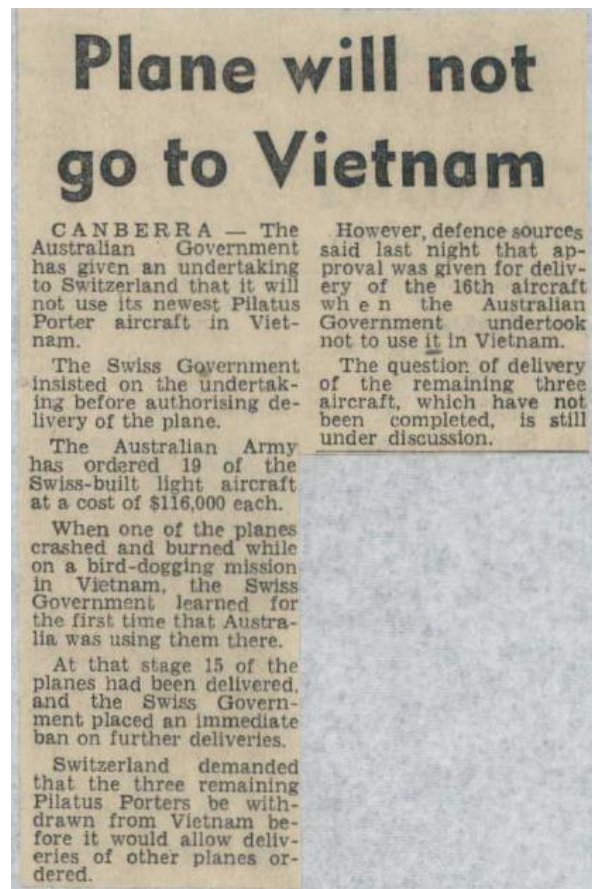 Plane will not
go to Vietnam
CANBERRA — The
Australian Government
has given an undertaking
to Switzerland that it will
not use its newest Pilatus
Porter aircraft in Viet-
nam.
The Swiss Government
insisted on the undertak-
ing before authorising de-
livery of the plane.
The Australian Army
has ordered 19 of the
Swiss-built light aircraft
at a cost of $116,000 each.
When one of the planes
crashed and burned while
on a bird-dogging mission
in Vietnam, the Swiss
Government learned for
the first time that Austra-
lia was using them there.
At that stage 15 of the
planes had been delivered,
and the Swiss Govern-
ment placed an immediate
ban on further deliveries.
Switzerland demanded
that the three remaining
Pilatus Porters be with-
drawn from Vietnam be-
fore it would allow deliv-
eries of other planes or-
dered.
However, defence sources
said last night that ap-
proval was given for deliv-
ery of the 16th aircraft
when the Australian
Government undertook
not to use it in Vietnam.
The question of delivery
of the remaining three
aircraft, which have not
been completed, is still
under discussion.